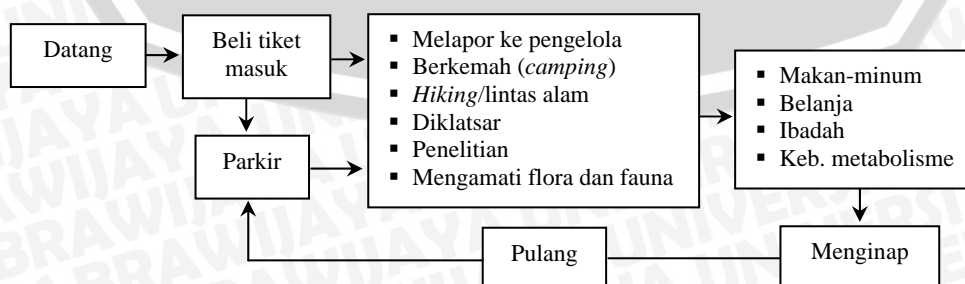 Datang
Beli tiket
masuk
Parkir
▪ Melapor ke pengelola
▪ Berkemah (camping)
▪ Hiking/lintas alam
▪ Diklatsar
▪ Penelitian
▪ Mengamati flora dan fauna
▪ Makan-minum
▪ Belanja
▪ Ibadah
▪ Keb. metabolisme
Menginap
Pulang